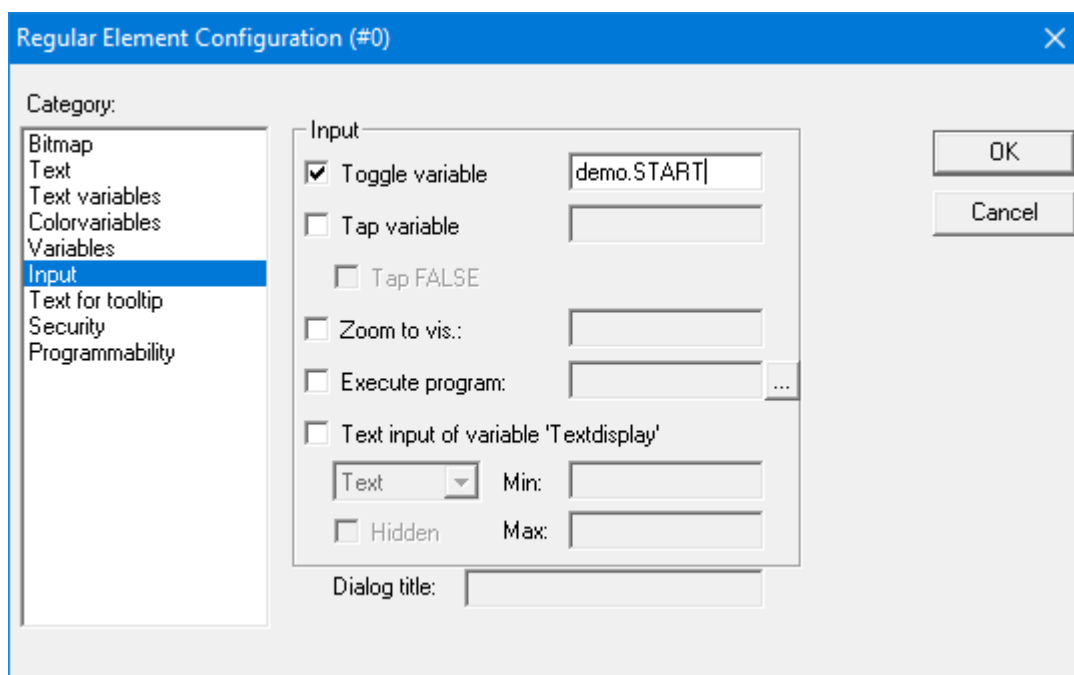 Regular Element Configuration (#0)
Category:
Bitmap
Text
Text variables
Colorvariables
Variables
Input
Text for tooltip
Security
Programmability
Input
Toggle variable demo.START
Tap variable
Tap FALSE
Zoom to vis.:
Execute program: ...
Text input of variable 'Textdisplay'
Text Min:
Hidden Max:
Dialog title:
OK
Cancel